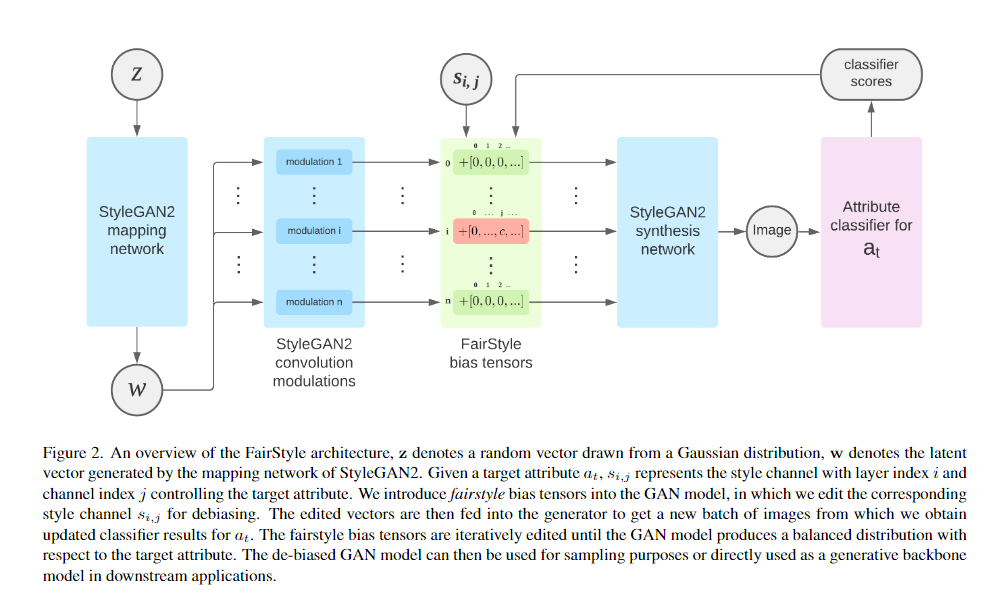 z
s_{i,j}
classifier
scores
StyleGAN2
mapping
network
w
modulation 1
modulation i
modulation n
StyleGAN2
convolution
modulations
0 1 2 ...
0 +[0, 0, 0, ...]
0 ... j ...
i +[0, ..., c, ...]
0 1 2 ...
n +[0, 0, 0, ...]
FairStyle
bias tensors
StyleGAN2
synthesis
network
Image
Attribute
classifier for
a_t
Figure 2. An overview of the FairStyle architecture, z denotes a random vector drawn from a Gaussian distribution, w denotes the latent
vector generated by the mapping network of StyleGAN2. Given a target attribute a_t, s_{i,j} represents the style channel with layer index i and
channel index j controlling the target attribute. We introduce fairstyle bias tensors into the GAN model, in which we edit the corresponding
style channel s_{i,j} for debiasing. The edited vectors are then fed into the generator to get a new batch of images from which we obtain
updated classifier results for a_t. The fairstyle bias tensors are iteratively edited until the GAN model produces a balanced distribution with
respect to the target attribute. The de-biased GAN model can then be used for sampling purposes or directly used as a generative backbone
model in downstream applications.